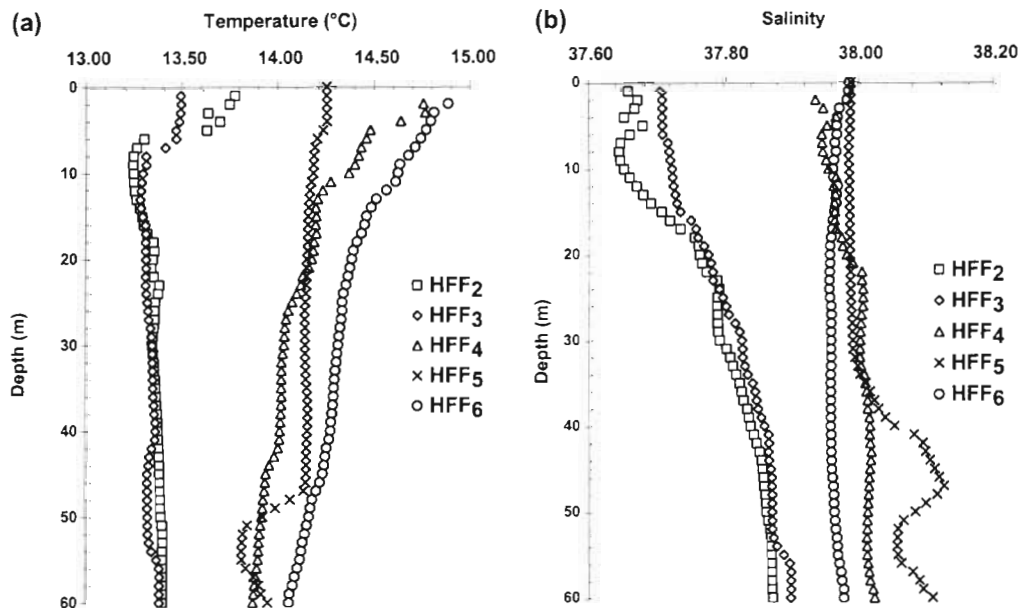 (a)
Temperature (°C)
13.00 13.50 14.00 14.50 15.00
0
10
20
30
40
50
60
Depth (m)
HFF2
HFF3
HFF4
HFF5
HFF6
(b)
Salinity
37.60 37.80 38.00 38.20
0
10
20
30
40
50
60
Depth (m)
HFF2
HFF3
HFF4
HFF5
HFF6